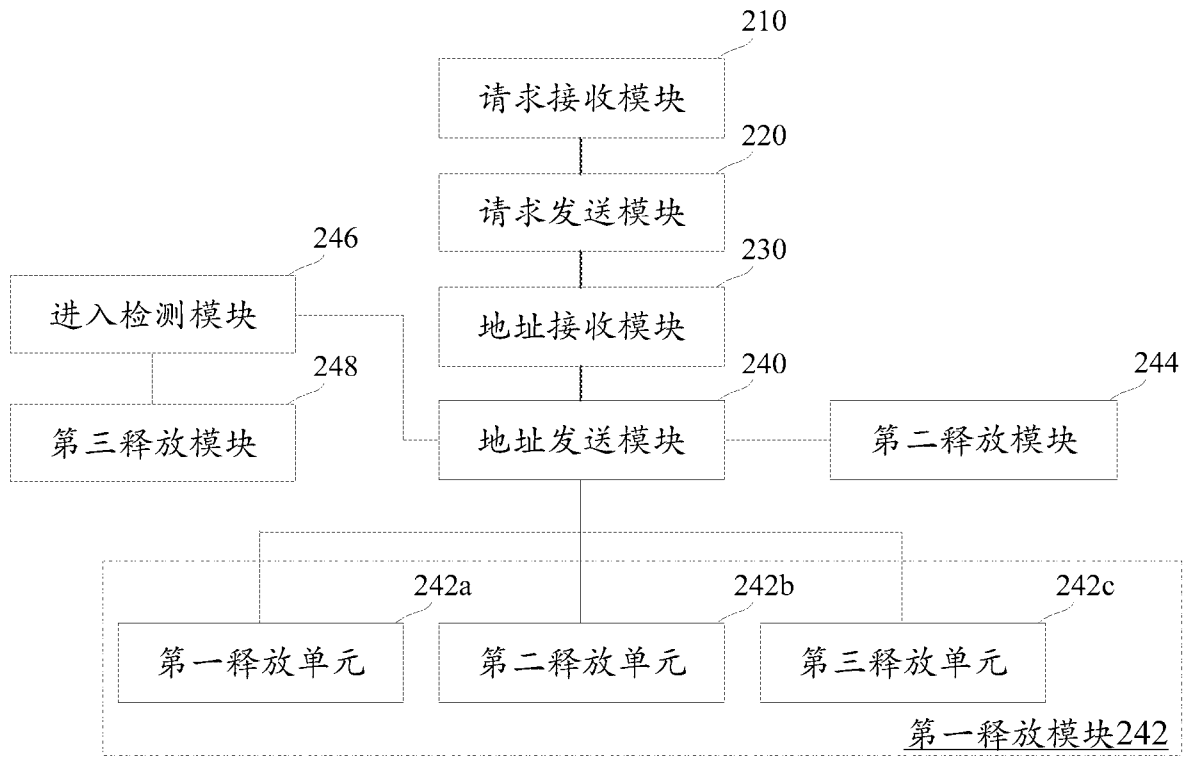 210
请求接收模块
220
请求发送模块
246
230
进入检测模块
地址接收模块
248
240
244
第三释放模块
地址发送模块
第二释放模块
242a
242b
242c
第一释放单元
第二释放单元
第三释放单元
第一释放模块242